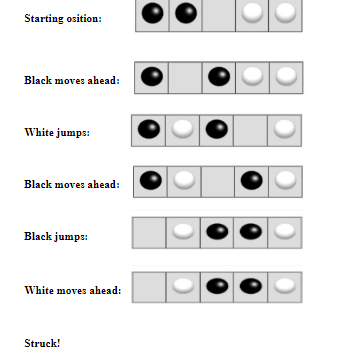 Starting osition:
Black moves ahead:
White jumps:
Black moves ahead:
Black jumps:
White moves ahead:
Struck!